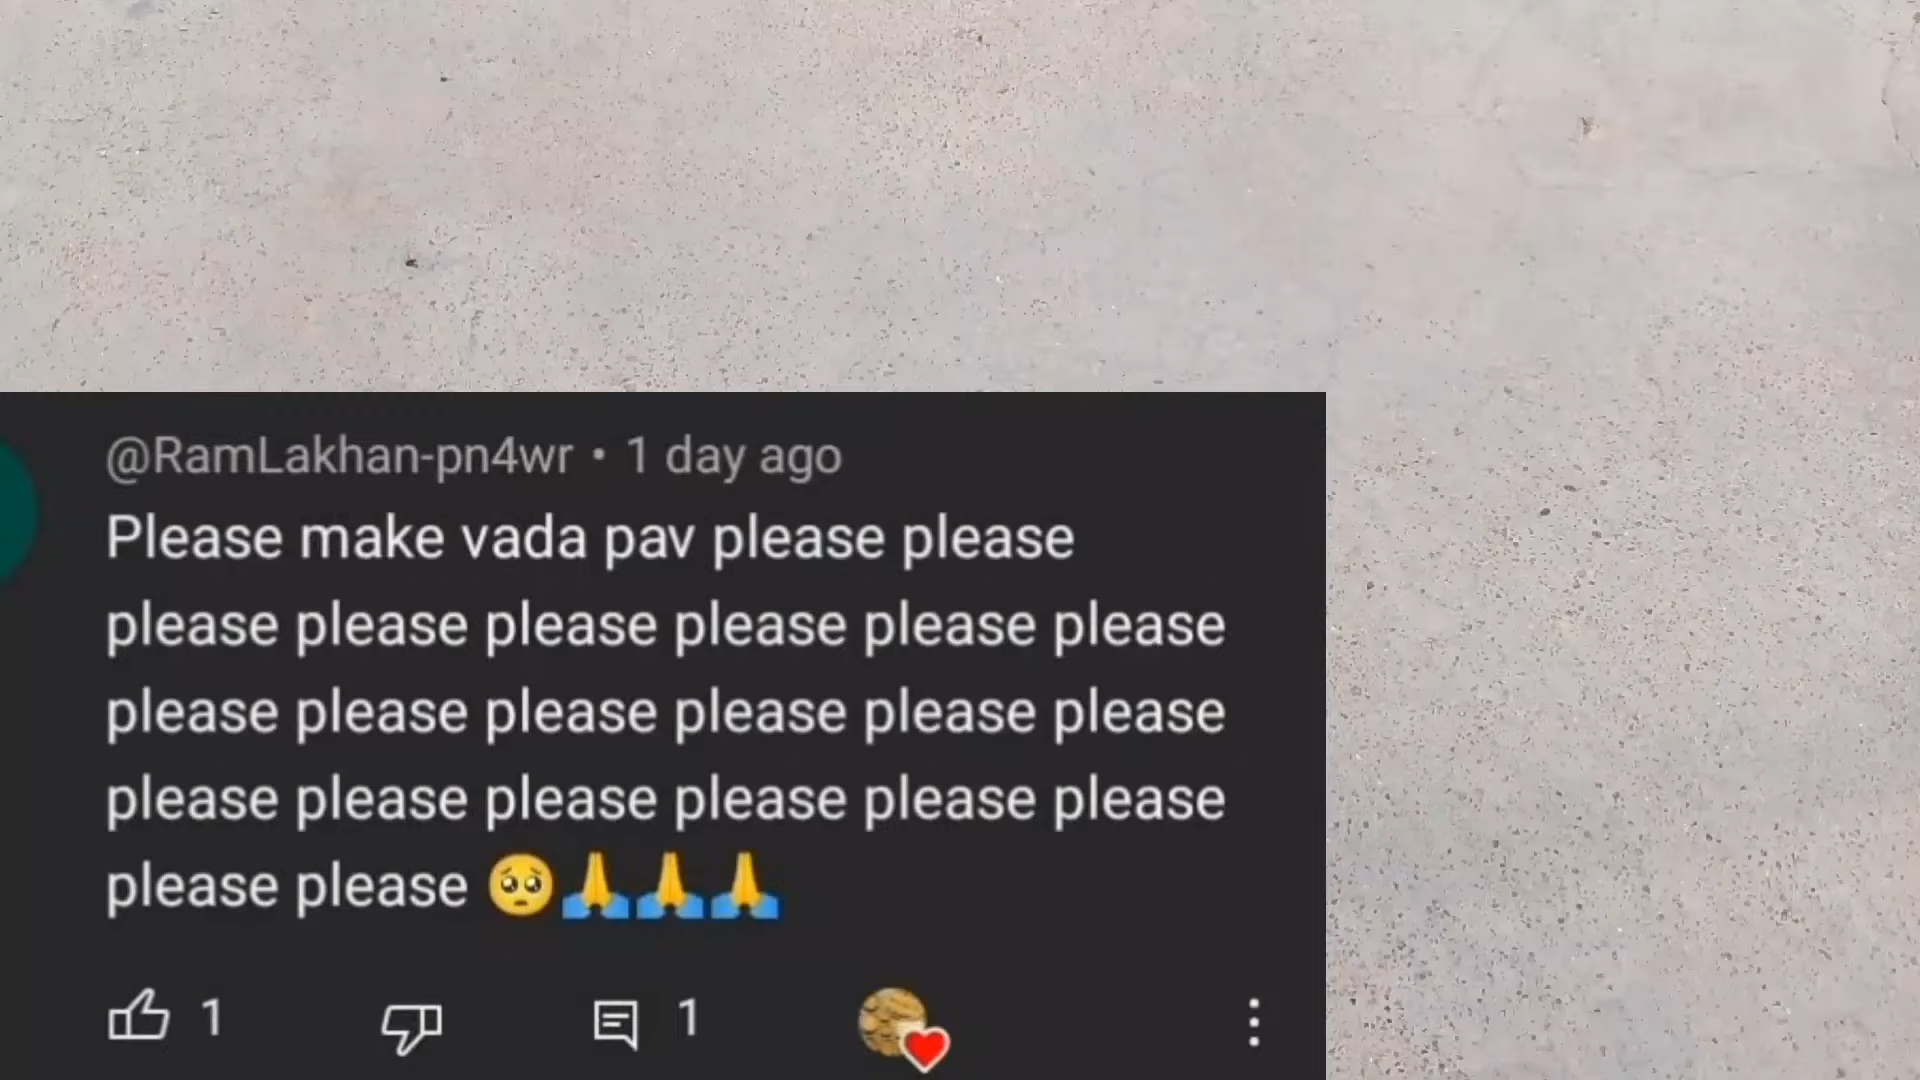 @RamLakhan-pn4wr • 1 day ago
Please make vada pav please please
please please please please please please
please please please please please please
please please please please please please
please please 🥺🙏🙏🙏
1 1